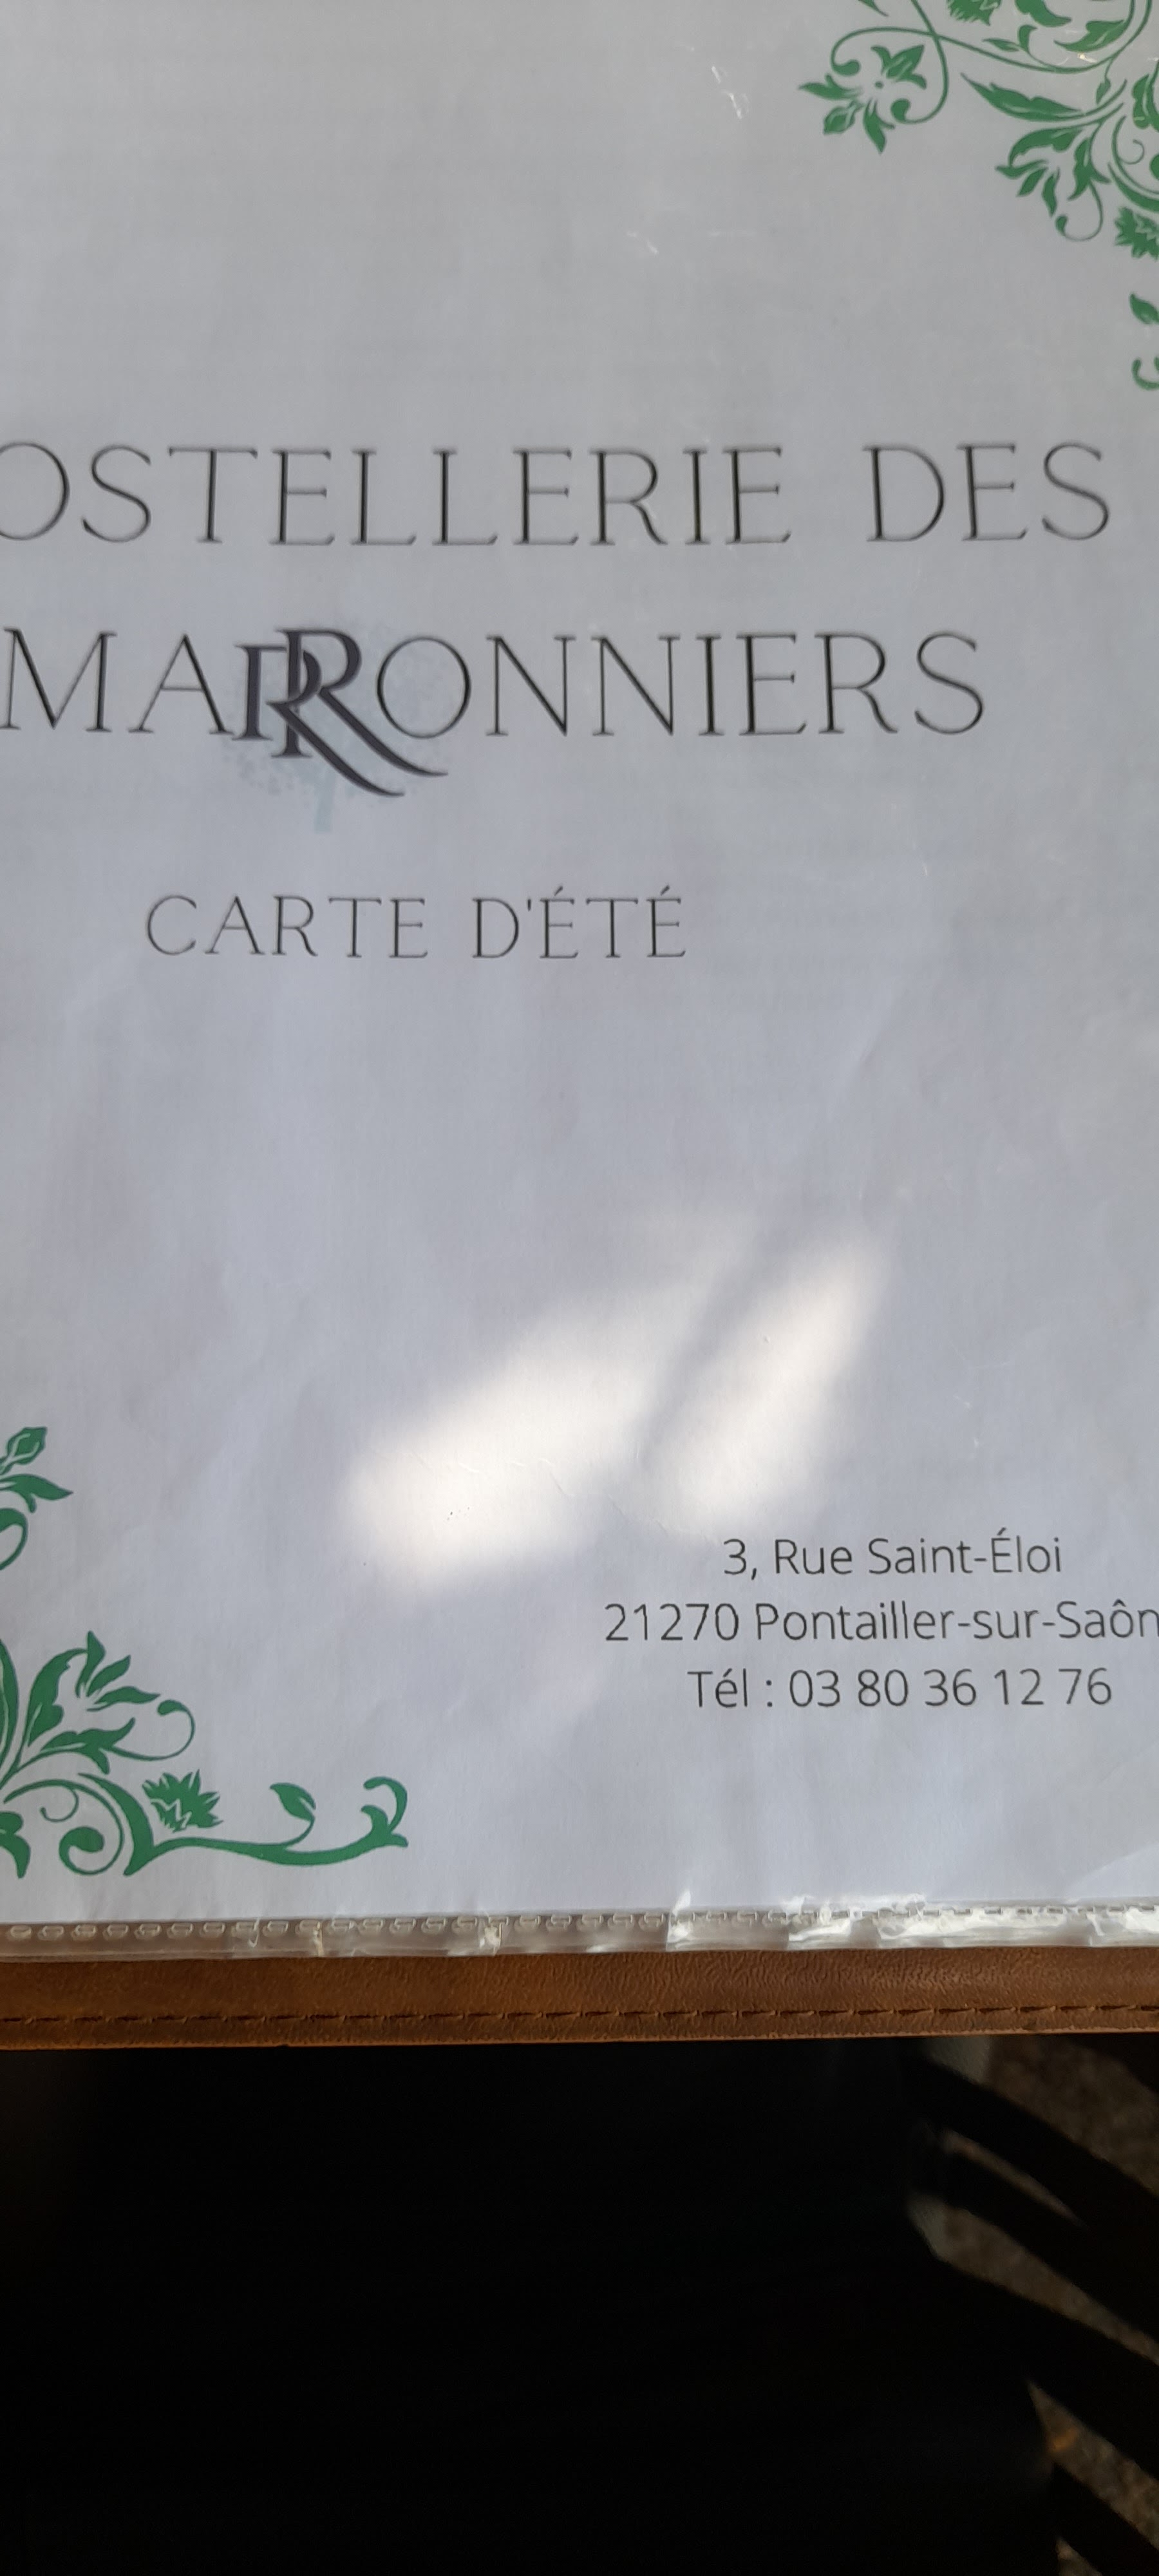 OSTELLERIE DES
MARRONNIERS
CARTE D'ÉTÉ
3, Rue Saint-Éloi
21270 Pontailler-sur-Saôn
Tél : 03 80 36 12 76